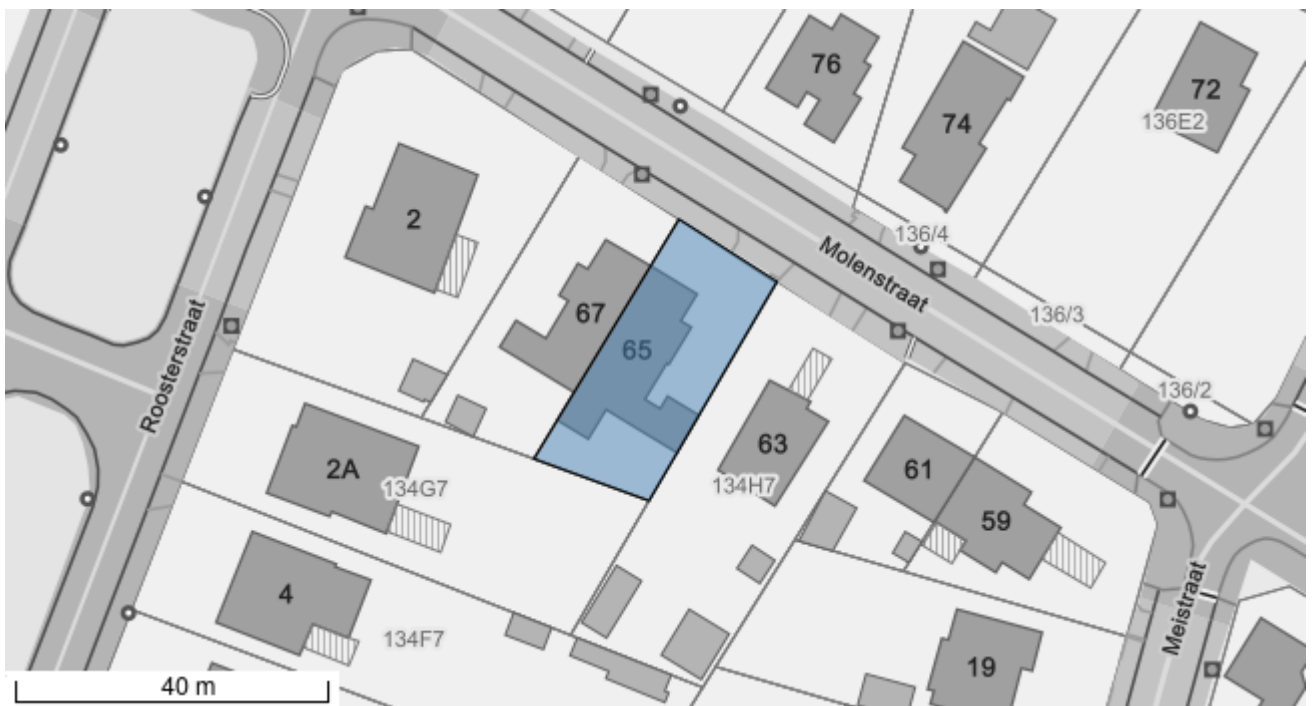 76
74
72
136E2
2
136/4
Molenstraat
67
65
136/3
Roosterstraat
136/2
63
2A
134G7
134H7
61
59
4
134F7
Meistraat
19
40 m